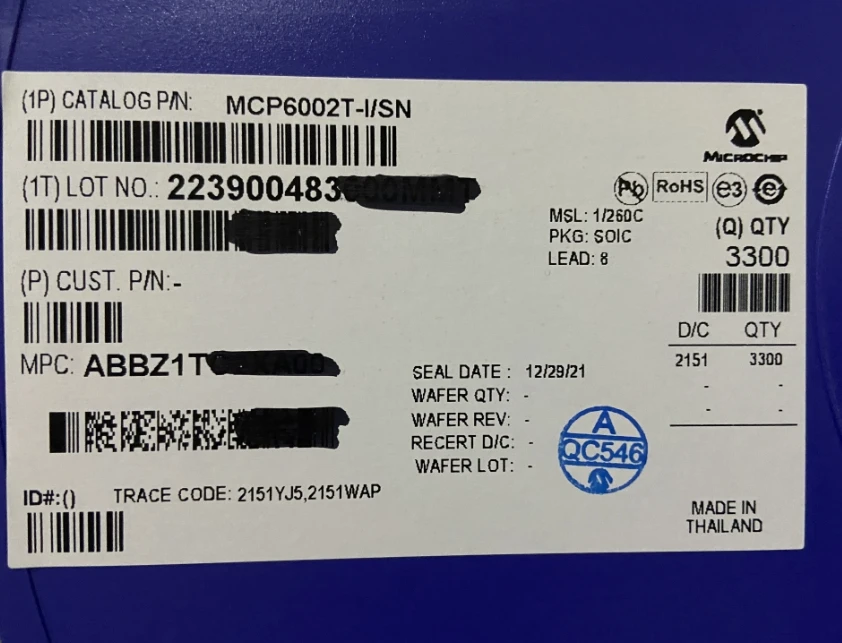 (1P) CATALOG P/N: MCP6002T-I/SN
MICROCHIP
(1T) LOT NO.: 223900483
Pb RoHS e3 e
MSL: 1/260C
PKG: SOIC
LEAD: 8
(Q) QTY
3300
(P) CUST. P/N:-
D/C QTY
2151 3300
- -
- -
MPC: ABBZ1T
SEAL DATE : 12/29/21
WAFER QTY: -
WAFER REV: -
RECERT D/C: -
WAFER LOT: -
A
QC546
ID#:()
TRACE CODE: 2151YJ5,2151WAP
MADE IN
THAILAND